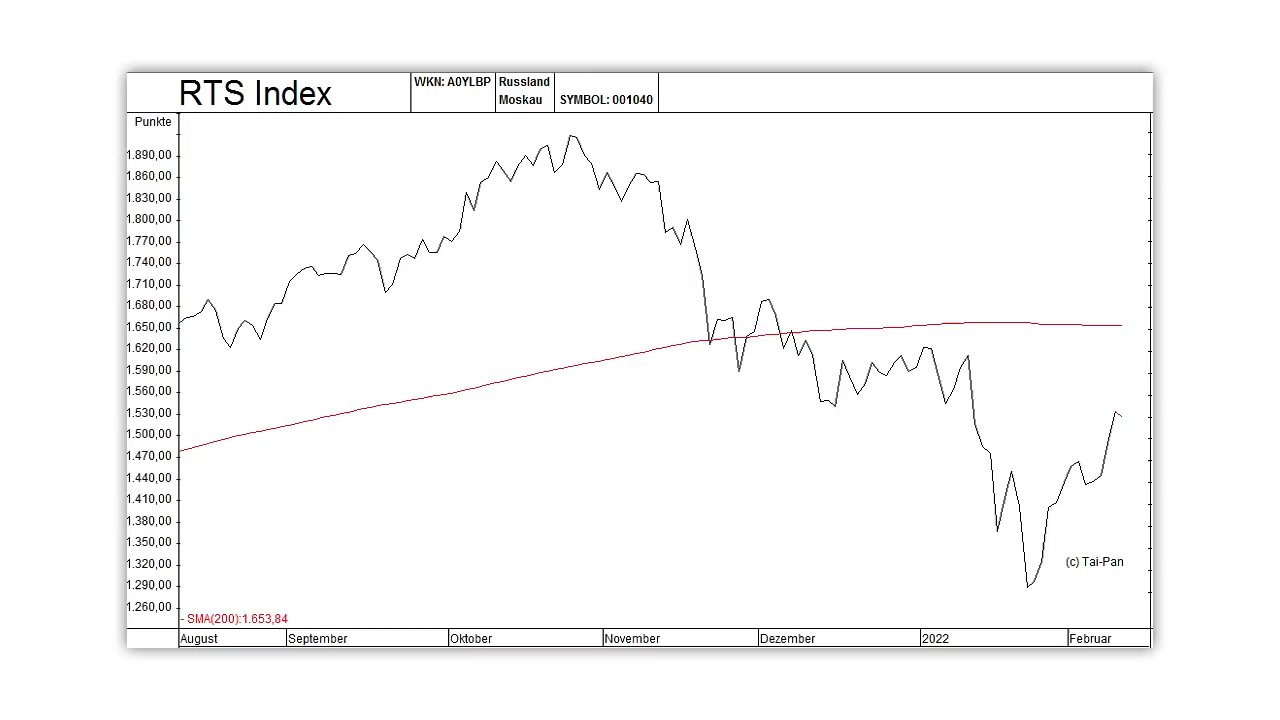 RTS Index
WKN: A0YLBP
Russland
Moskau
SYMBOL: 001040
Punkte
1.890,00
1.860,00
1.830,00
1.800,00
1.770,00
1.740,00
1.710,00
1.680,00
1.650,00
1.620,00
1.590,00
1.560,00
1.530,00
1.500,00
1.470,00
1.440,00
1.410,00
1.380,00
1.350,00
1.320,00
1.290,00
1.260,00
(c) Tai-Pan
- SMA(200):1.653,84
August September Oktober November Dezember 2022 Februar